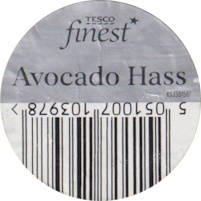 TESCO
finest*
Avocado Hass
5 051007 103978 >